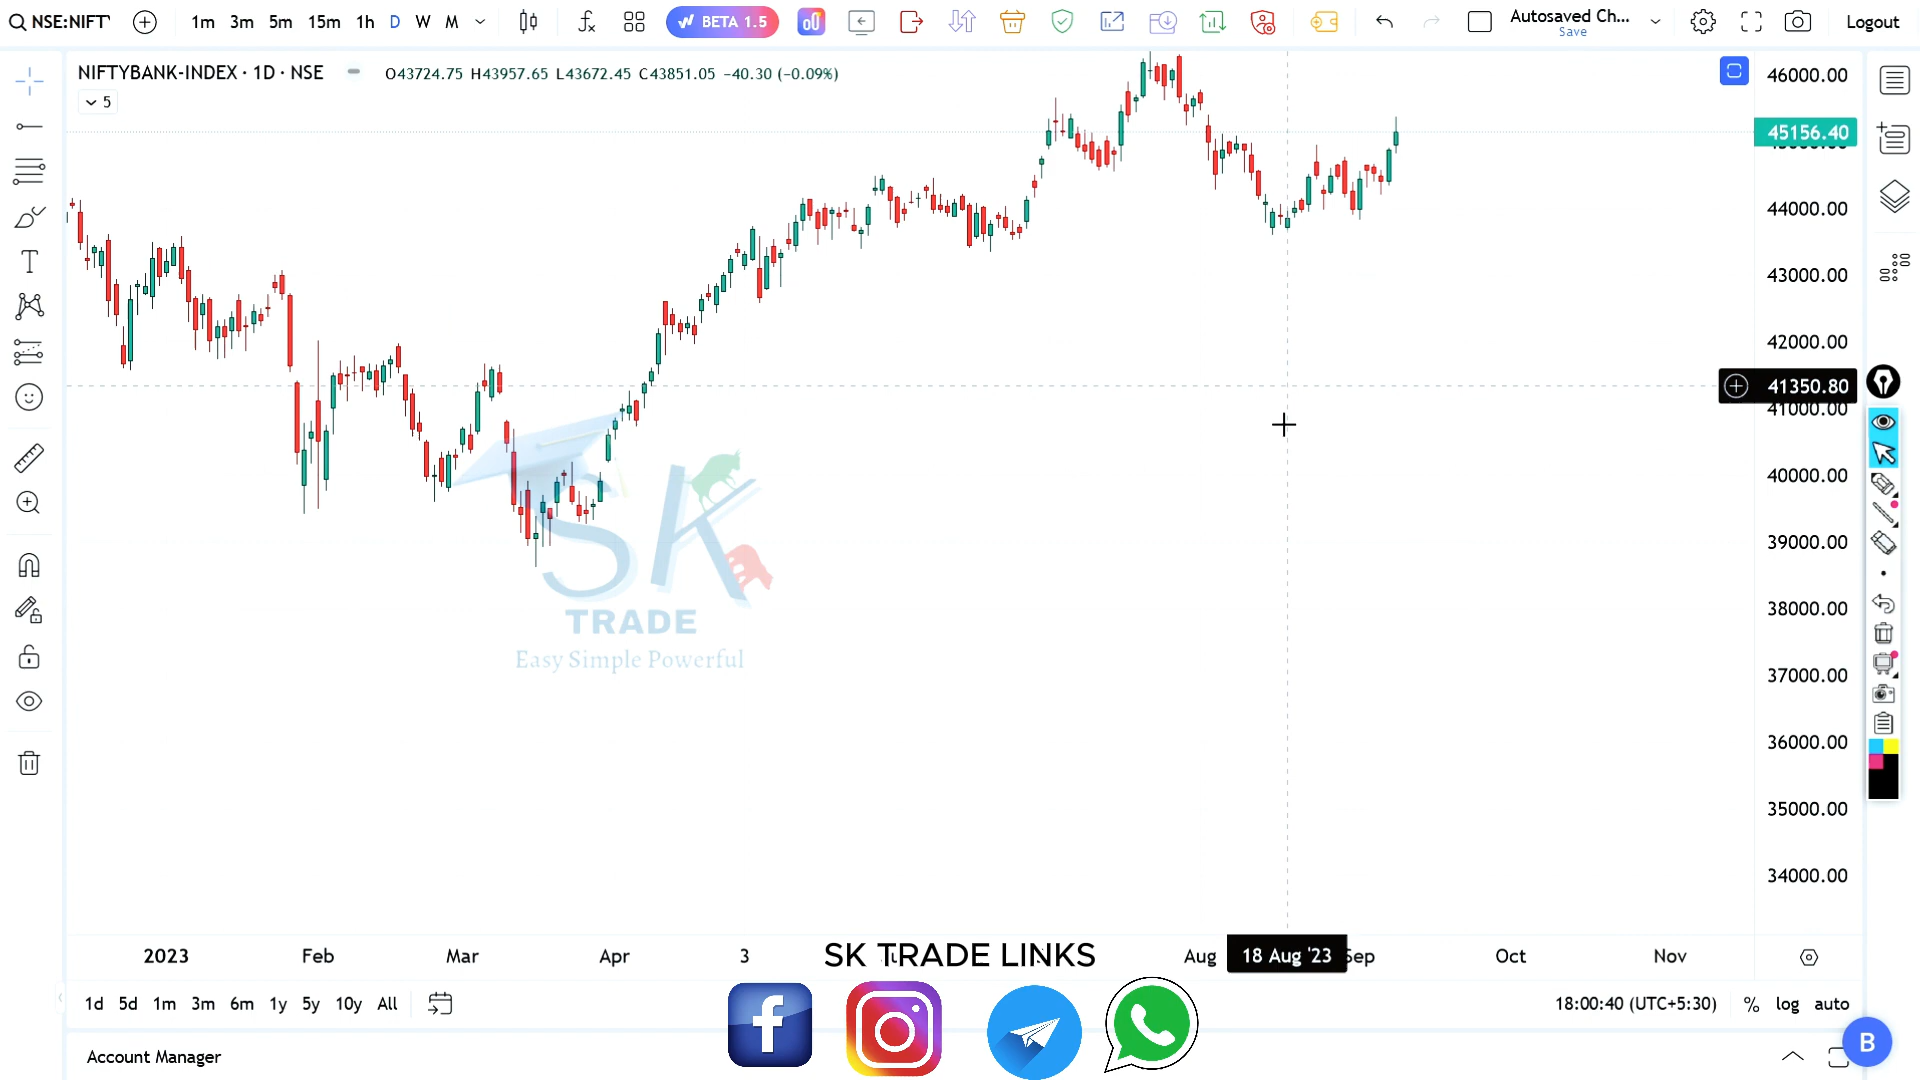 NSE:NIFTY 1m 3m 5m 15m 1h D W M BETA 1.5 Autosaved Ch... Save Logout
NIFTYBANK-INDEX · 1D · NSE O43724.75 H43957.65 L43672.45 C43851.05 −40.30 (−0.09%)
5
46000.00
45156.40
44000.00
43000.00
42000.00
41350.80
41000.00
40000.00
39000.00
38000.00
37000.00
36000.00
35000.00
34000.00
SK
TRADE
Easy Simple Powerful
2023 Feb Mar Apr 3 SK TRADE LINKS Aug 18 Aug '23 Sep Oct Nov
1d 5d 1m 3m 6m 1y 5y 10y All 18:00:40 (UTC+5:30) % log auto
B
Account Manager